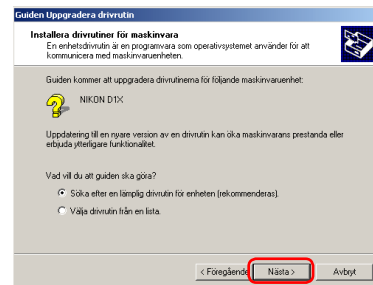 Guiden Uppgradera drivrutin
Installera drivrutiner för maskinvara
En enhetsdrivrutin är en programvara som operativsystemet använder för att
kommunicera med maskinvaruenheten.
Guiden kommer att uppgradera drivrutinerna för följande maskinvaruenhet:
NIKON D1X
Uppdatering till en nyare version av en drivrutin kan öka maskinvarans prestanda eller
erbjuda ytterligare funktionalitet.
Vad vill du att guiden ska göra?
Söka efter en lämplig drivrutin för enheten (rekommenderas).
Välja drivrutin från en lista.
< Föregående
Nästa >
Avbryt